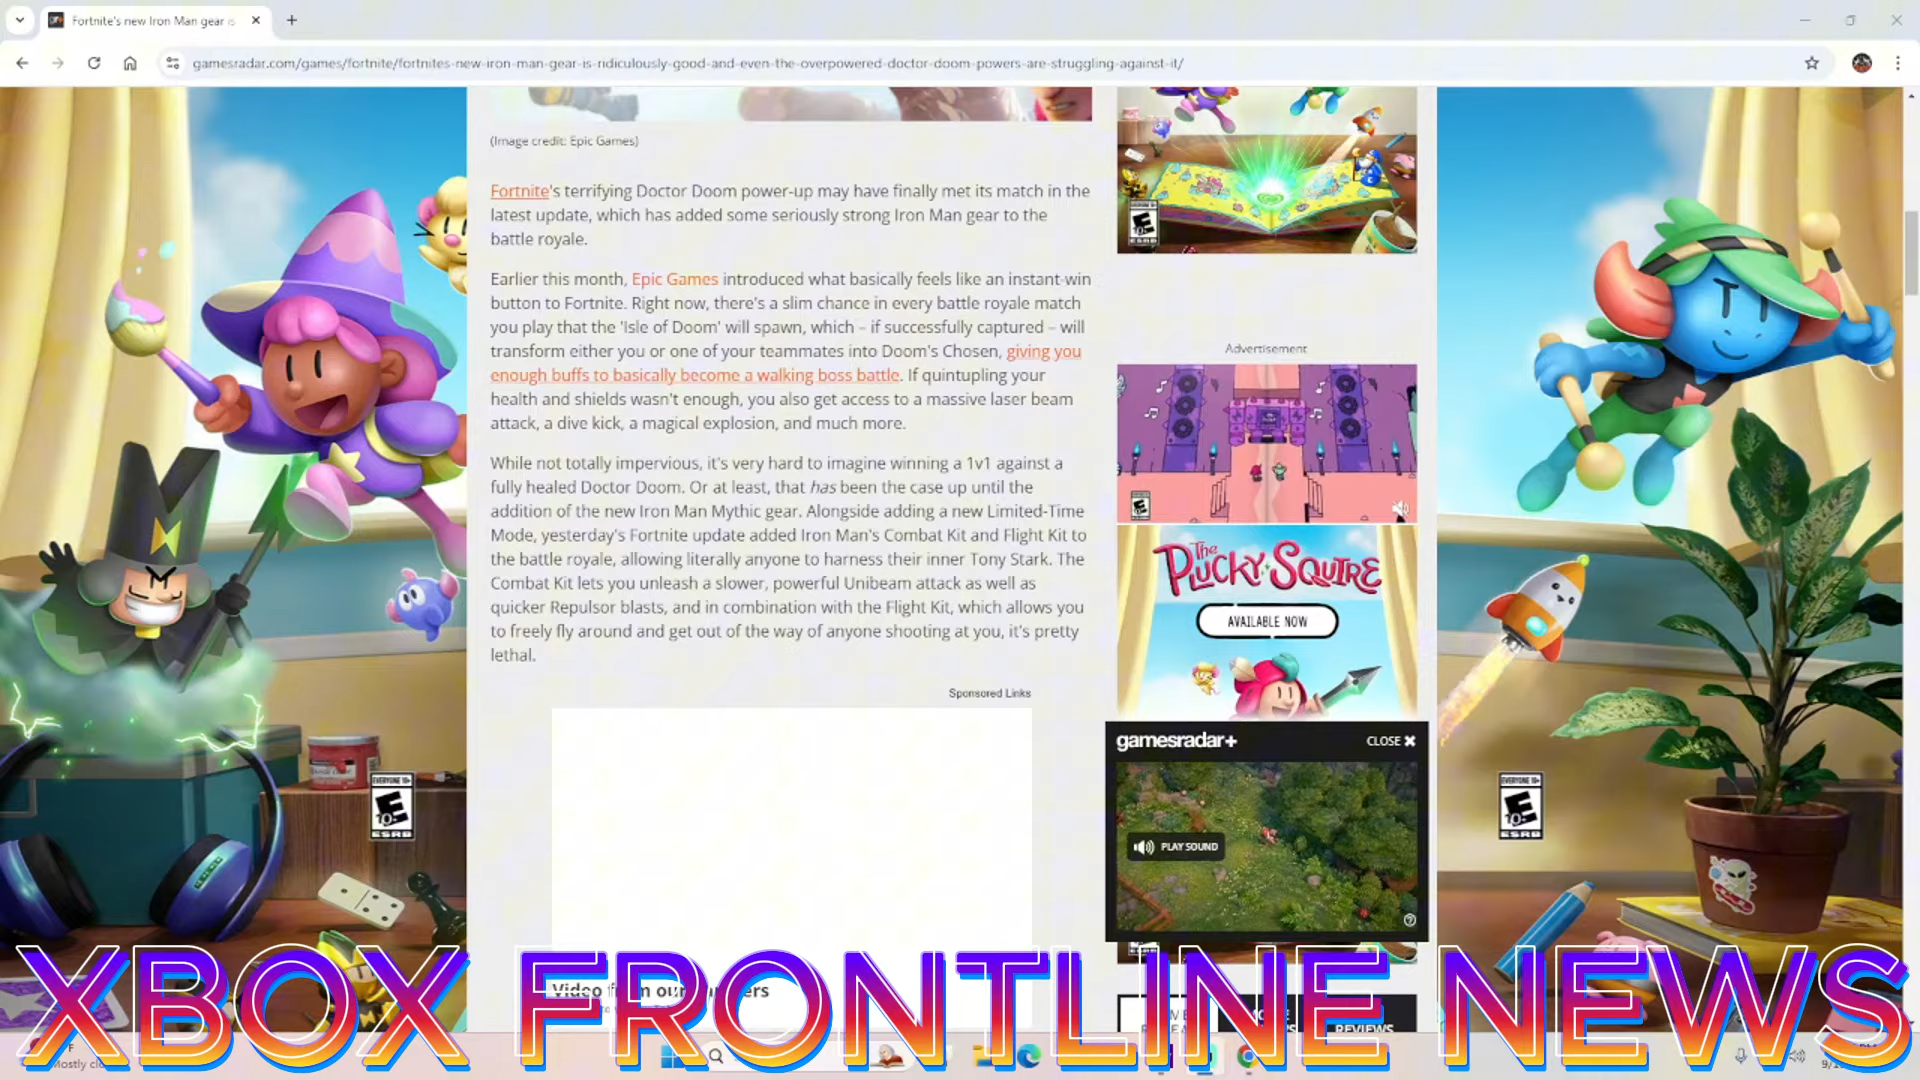 Fortnite's new Iron Man gear is
gamesradar.com/games/fortnite/fortnites-new-iron-man-gear-is-ridiculously-good-and-even-the-overpowered-doctor-doom-powers-are-struggling-against-it/
(Image credit: Epic Games)
Fortnite's terrifying Doctor Doom power-up may have finally met its match in the
latest update, which has added some seriously strong Iron Man gear to the
battle royale.
Earlier this month, Epic Games introduced what basically feels like an instant-win
button to Fortnite. Right now, there's a slim chance in every battle royale match
you play that the 'Isle of Doom' will spawn, which – if successfully captured – will
transform either you or one of your teammates into Doom's Chosen, giving you
enough buffs to basically become a walking boss battle. If quintupling your
health and shields wasn't enough, you also get access to a massive laser beam
attack, a dive kick, a magical explosion, and much more.
While not totally impervious, it's very hard to imagine winning a 1v1 against a
fully healed Doctor Doom. Or at least, that has been the case up until the
addition of the new Iron Man Mythic gear. Alongside adding a new Limited-Time
Mode, yesterday's Fortnite update added Iron Man's Combat Kit and Flight Kit to
the battle royale, allowing literally anyone to harness their inner Tony Stark. The
Combat Kit lets you unleash a slower, powerful Unibeam attack as well as
quicker Repulsor blasts, and in combination with the Flight Kit, which allows you
to freely fly around and get out of the way of anyone shooting at you, it's pretty
lethal.
Sponsored Links
Advertisement
The
PLUCKY SQUIRE
AVAILABLE NOW
gamesradar+
CLOSE
PLAY SOUND
EVERYONE 10+
E
10+
ESRB
EVERYONE 10+
E
10+
ESRB
E
ESRB
Video from our
REVIEWS
XBOX FRONTLINE NEWS
Mostly